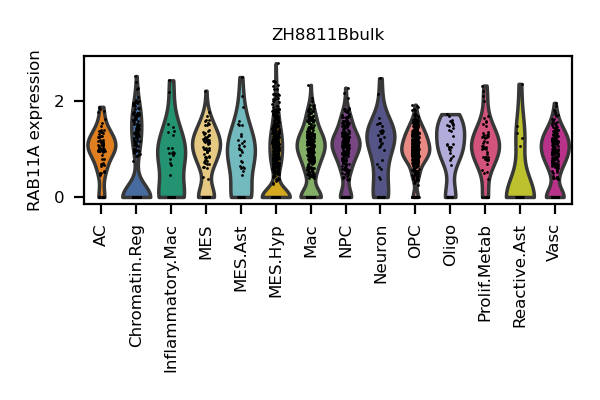 ZH8811Bbulk
RAB11A expression
2
0
AC
Chromatin.Reg
Inflammatory.Mac
MES
MES.Ast
MES.Hyp
Mac
NPC
Neuron
OPC
Oligo
Prolif.Metab
Reactive.Ast
Vasc